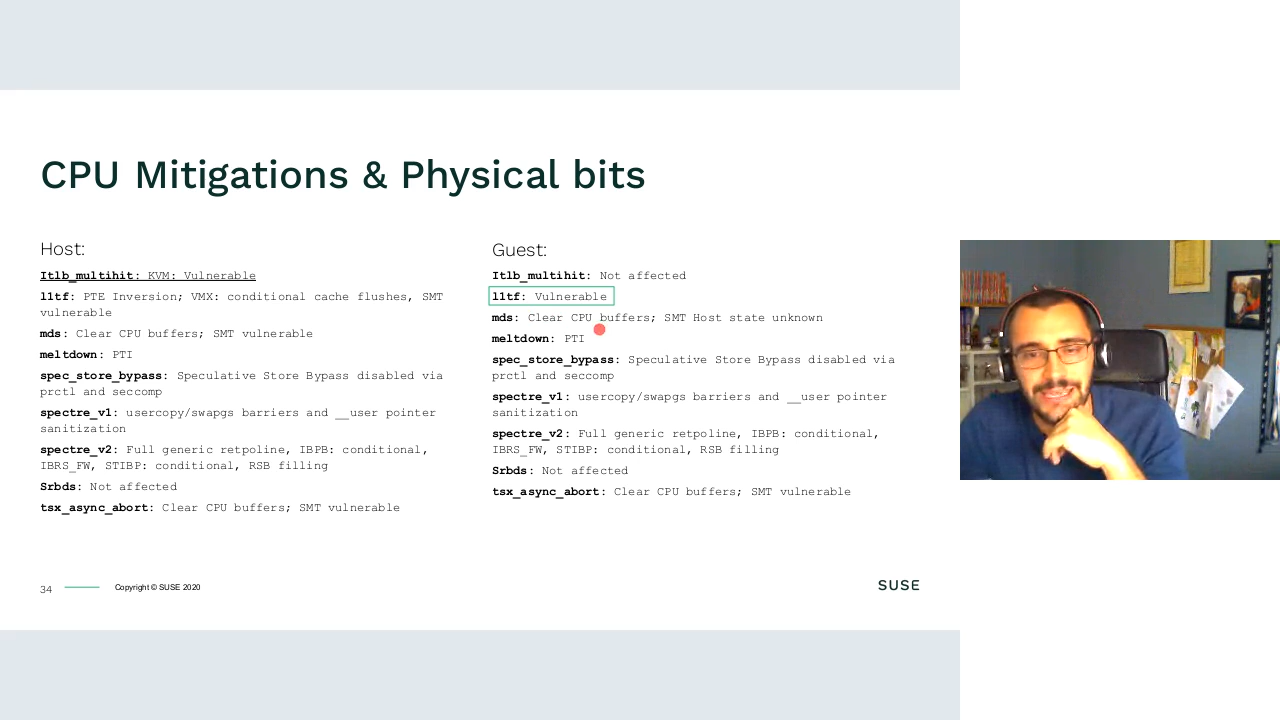 CPU Mitigations & Physical bits
Host:
Itlb_multihit: KVM: Vulnerable
l1tf: PTE Inversion; VMX: conditional cache flushes, SMT
vulnerable
mds: Clear CPU buffers; SMT vulnerable
meltdown: PTI
spec_store_bypass: Speculative Store Bypass disabled via
prctl and seccomp
spectre_v1: usercopy/swapgs barriers and __user pointer
sanitization
spectre_v2: Full generic retpoline, IBPB: conditional,
IBRS_FW, STIBP: conditional, RSB filling
Srbds: Not affected
tsx_async_abort: Clear CPU buffers; SMT vulnerable
Guest:
Itlb_multihit: Not affected
l1tf: Vulnerable
mds: Clear CPU buffers; SMT Host state unknown
meltdown: PTI
spec_store_bypass: Speculative Store Bypass disabled via
prctl and seccomp
spectre_v1: usercopy/swapgs barriers and __user pointer
sanitization
spectre_v2: Full generic retpoline, IBPB: conditional,
IBRS_FW, STIBP: conditional, RSB filling
Srbds: Not affected
tsx_async_abort: Clear CPU buffers; SMT vulnerable
34
Copyright © SUSE 2020
SUSE